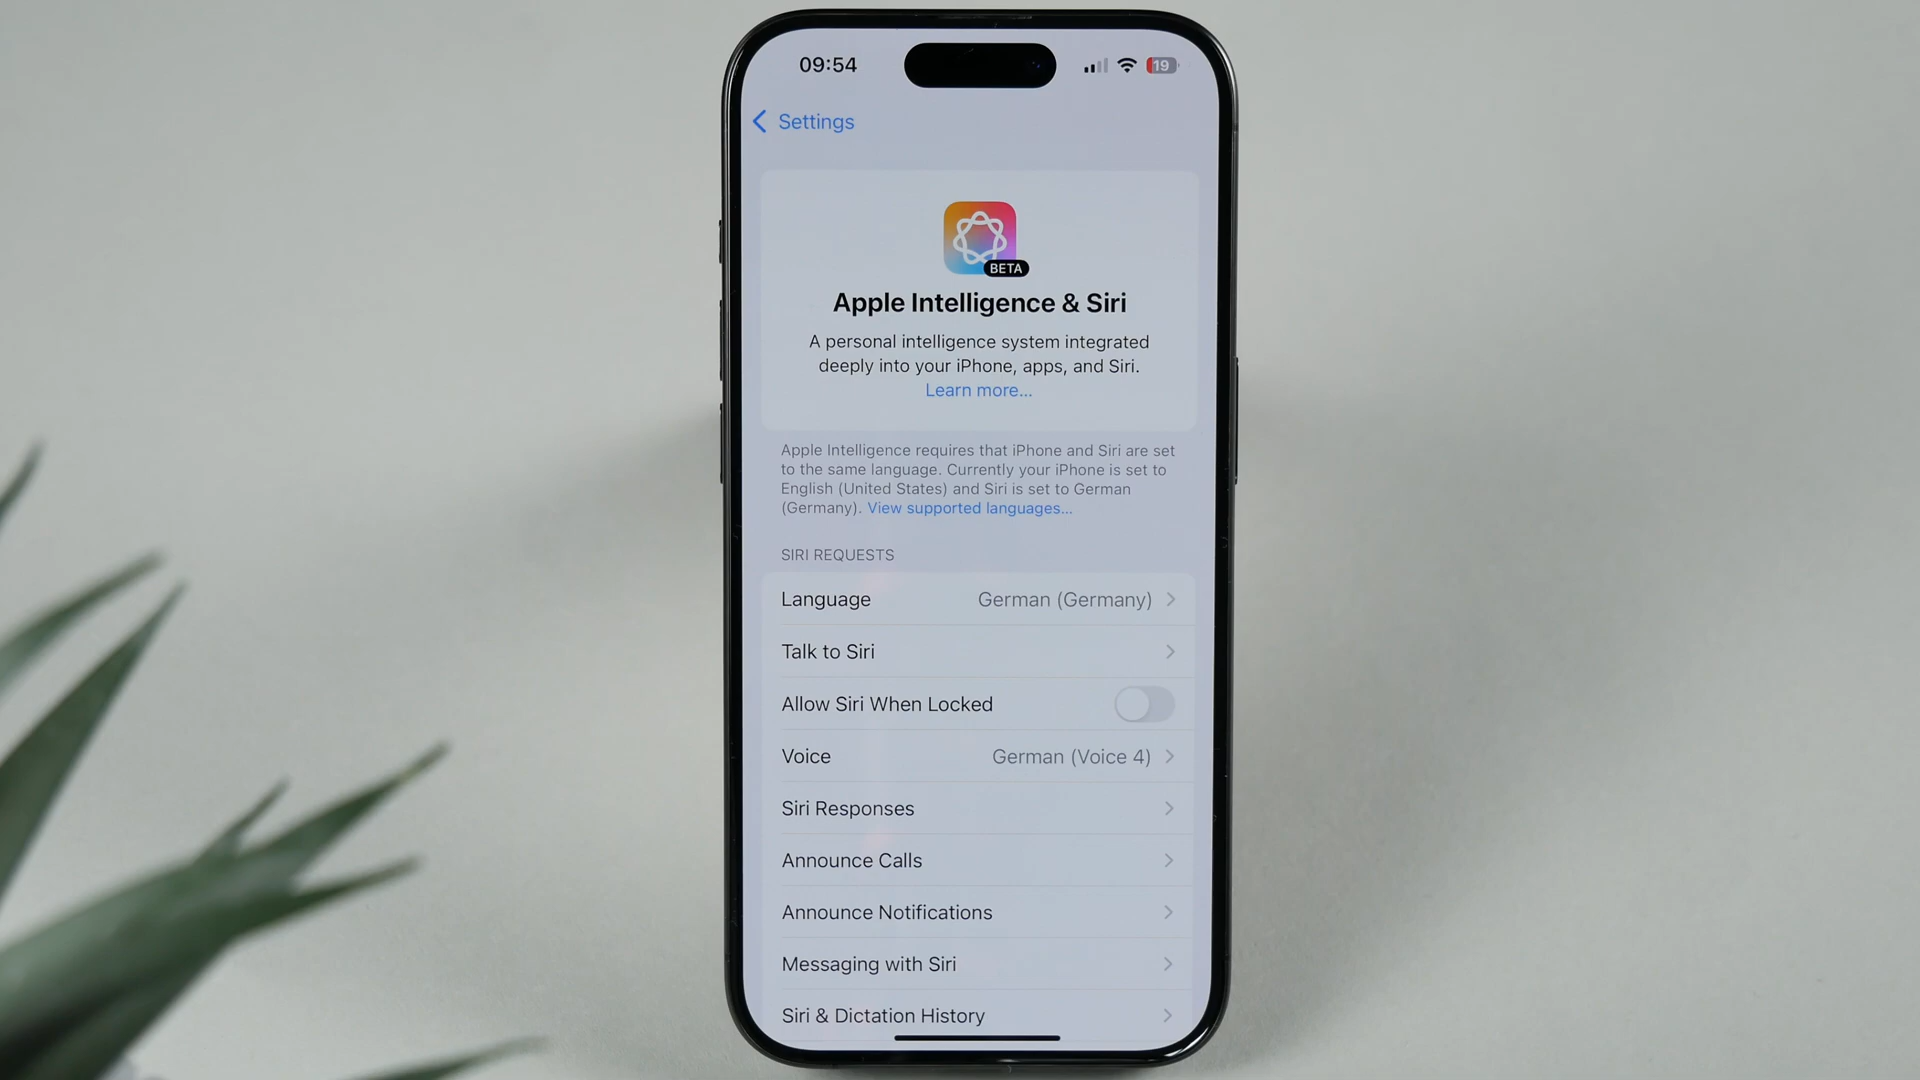 09:54
19
Settings
BETA
Apple Intelligence & Siri
A personal intelligence system integrated
deeply into your iPhone, apps, and Siri.
Learn more...
Apple Intelligence requires that iPhone and Siri are set
to the same language. Currently your iPhone is set to
English (United States) and Siri is set to German
(Germany). View supported languages...
SIRI REQUESTS
Language German (Germany)
Talk to Siri
Allow Siri When Locked
Voice German (Voice 4)
Siri Responses
Announce Calls
Announce Notifications
Messaging with Siri
Siri & Dictation History